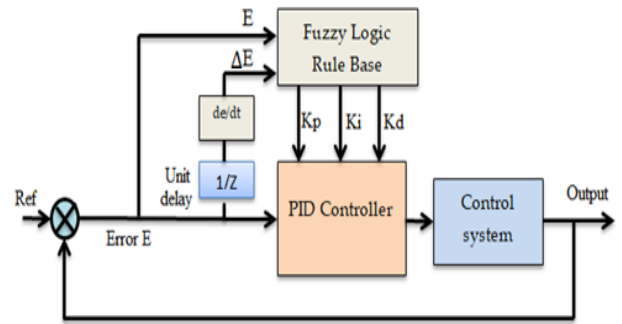 E
Fuzzy Logic
Rule Base
ΔE
de/dt
Kp
Ki
Kd
Unit
delay
1/Z
Ref
PID Controller
Control
system
Output
Error E